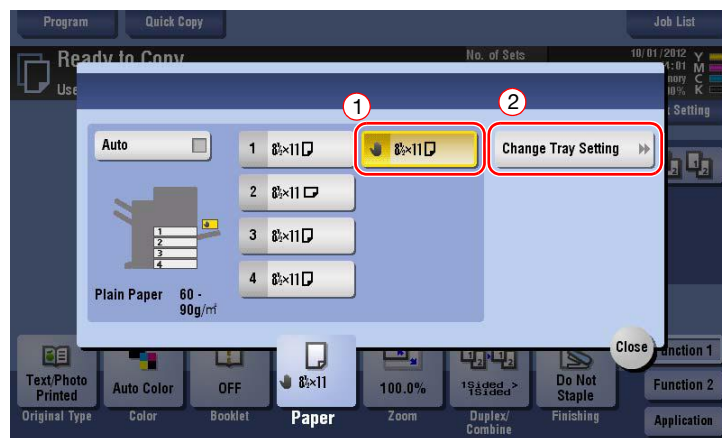 Program
Quick Copy
Job List
Ready to Copy
No. of Sets
10/01/2012
Y
M
C
K
Use
Setting
1
2
Auto
1 8½×11
8½×11
Change Tray Setting
2 8½×11
3 8½×11
4 8½×11
1
2
3
4
Plain Paper 60 -
90g/㎡
Close
Function 1
Text/Photo
Printed
Auto Color
OFF
8½×11
100.0%
1Sided >
1Sided
Do Not
Staple
Function 2
Original Type
Color
Booklet
Paper
Zoom
Duplex/
Combine
Finishing
Application